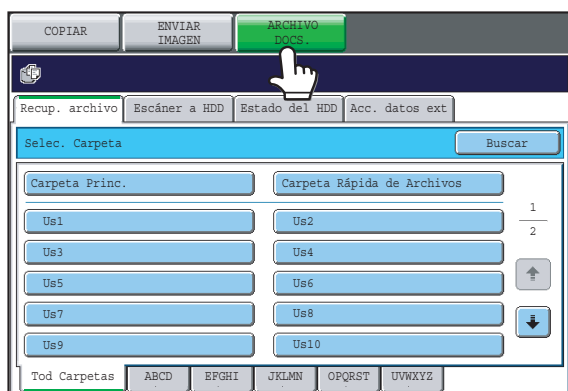 COPIAR
ENVIAR
IMAGEN
ARCHIVO
DOCS.
Recup. archivo
Escáner a HDD
Estado del HDD
Acc. datos ext
Selec. Carpeta
Buscar
Carpeta Princ.
Carpeta Rápida de Archivos
1
2
Us1
Us2
Us3
Us4
Us5
Us6
Us7
Us8
Us9
Us10
Tod Carpetas
ABCD
EFGHI
JKLMN
OPQRST
UVWXYZ